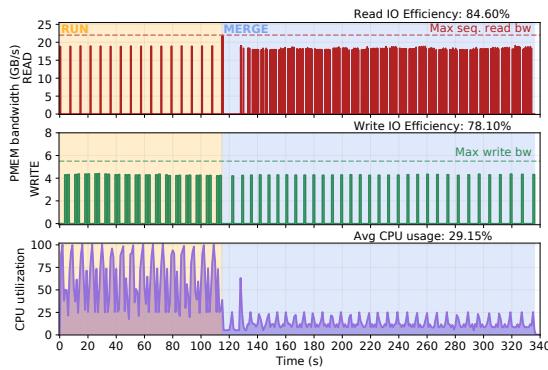 Read IO Efficiency: 84.60%
RUN
MERGE
Max seq. read bw
25
20
15
10
5
0
PMEM bandwidth (GB/s)
READ
Write IO Efficiency: 78.10%
Max write bw
8
6
4
2
0
WRITE
Avg CPU usage: 29.15%
100
75
50
25
0
CPU utilization
0 20 40 60 80 100 120 140 160 180 200 220 240 260 280 300 320 340
Time (s)